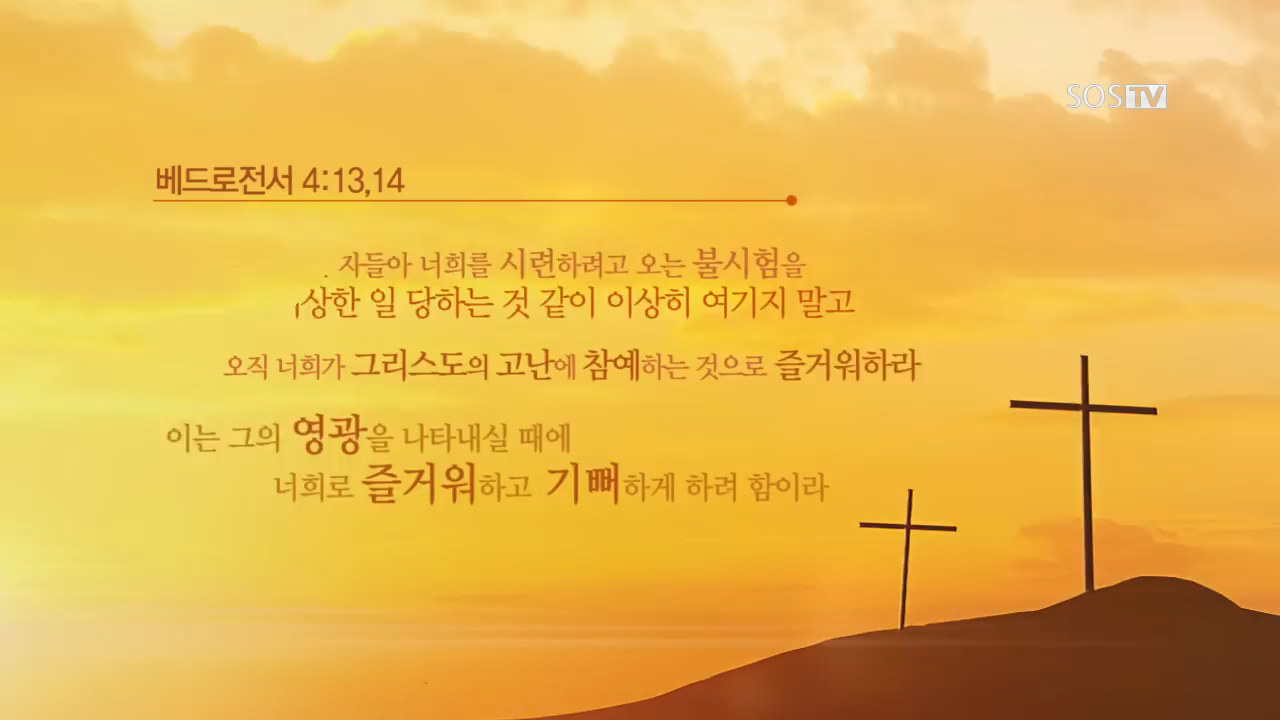 SOSTV
베드로전서 4:13,14
자들아 너희를 시련하려고 오는 불시험을
상한 일 당하는 것 같이 이상히 여기지 말고
오직 너희가 그리스도의 고난에 참예하는 것으로 즐거워하라
이는 그의 영광을 나타내실 때에
너희로 즐거워하고 기뻐하게 하려 함이라